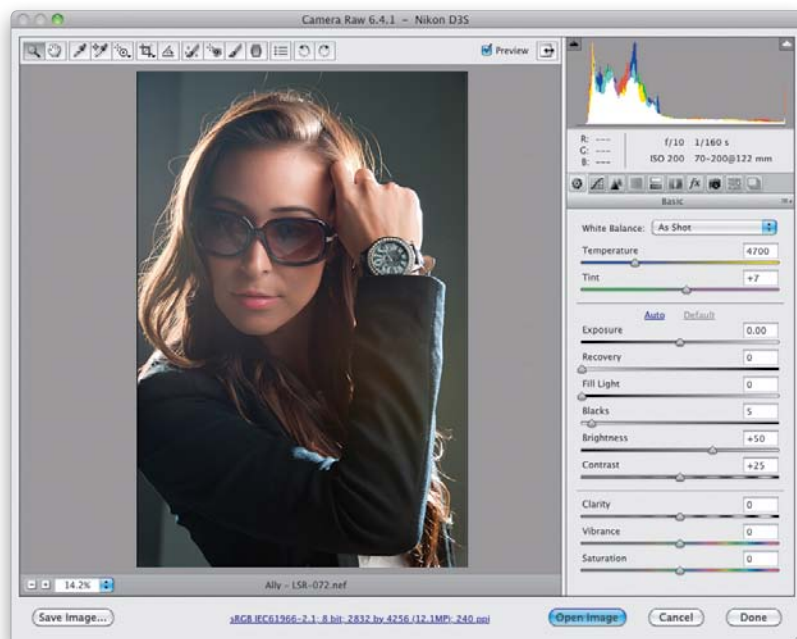 Camera Raw 6.4.1 – Nikon D3S
Preview
R: ---
G: ---
B: ---
f/10 1/160 s
ISO 200 70-200@122 mm
fx
Basic
White Balance: As Shot
Temperature 4700
Tint +7
Auto Default
Exposure 0.00
Recovery 0
Fill Light 0
Blacks 5
Brightness +50
Contrast +25
Clarity 0
Vibrance 0
Saturation 0
14.2% Ally – LSR-072.nef
Save Image... sRGB IEC61966-2.1; 8 bit; 2832 by 4256 (12.1MP); 240 ppi Open Image Cancel Done